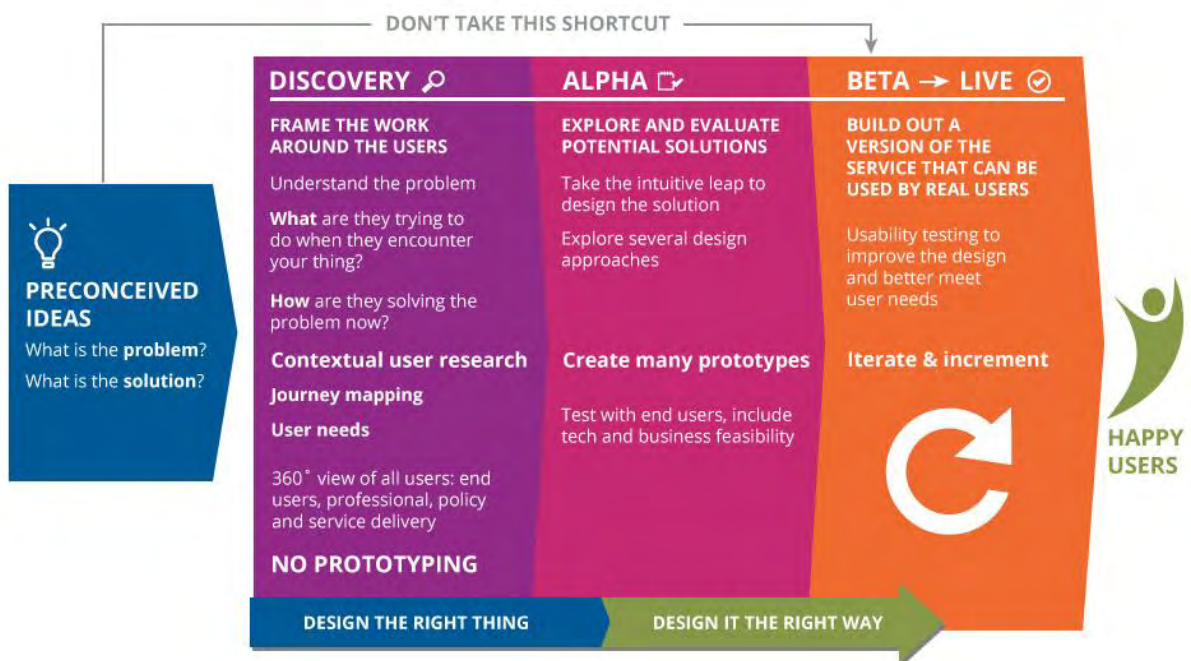 DON'T TAKE THIS SHORTCUT
PRECONCEIVED
IDEAS
What is the problem?
What is the solution?
DISCOVERY
FRAME THE WORK
AROUND THE USERS
Understand the problem
What are they trying to
do when they encounter
your thing?
How are they solving the
problem now?
Contextual user research
Journey mapping
User needs
360˚ view of all users: end
users, professional, policy
and service delivery
NO PROTOTYPING
ALPHA
EXPLORE AND EVALUATE
POTENTIAL SOLUTIONS
Take the intuitive leap to
design the solution
Explore several design
approaches
Create many prototypes
Test with end users, include
tech and business feasibility
BETA → LIVE
BUILD OUT A
VERSION OF THE
SERVICE THAT CAN BE
USED BY REAL USERS
Usability testing to
improve the design
and better meet
user needs
Iterate & increment
HAPPY
USERS
DESIGN THE RIGHT THING
DESIGN IT THE RIGHT WAY